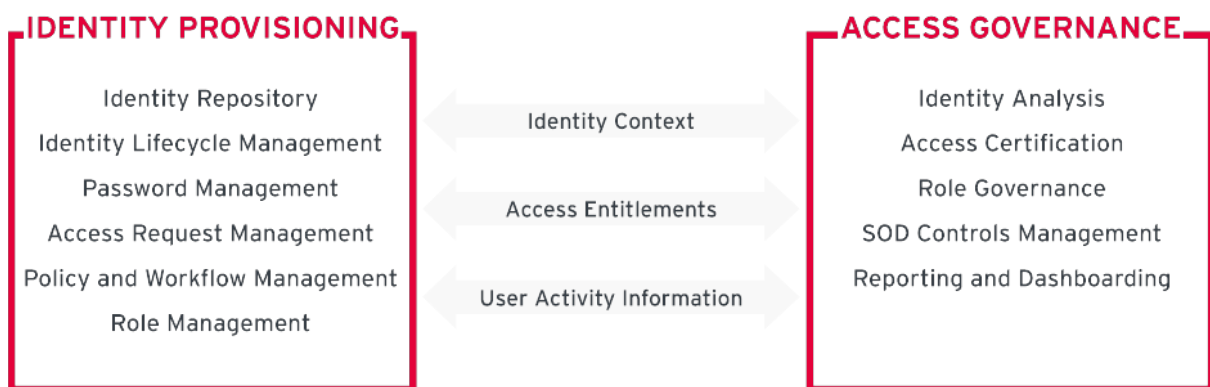 IDENTITY PROVISIONING
Identity Repository
Identity Lifecycle Management
Password Management
Access Request Management
Policy and Workflow Management
Role Management
Identity Context
Access Entitlements
User Activity Information
ACCESS GOVERNANCE
Identity Analysis
Access Certification
Role Governance
SOD Controls Management
Reporting and Dashboarding